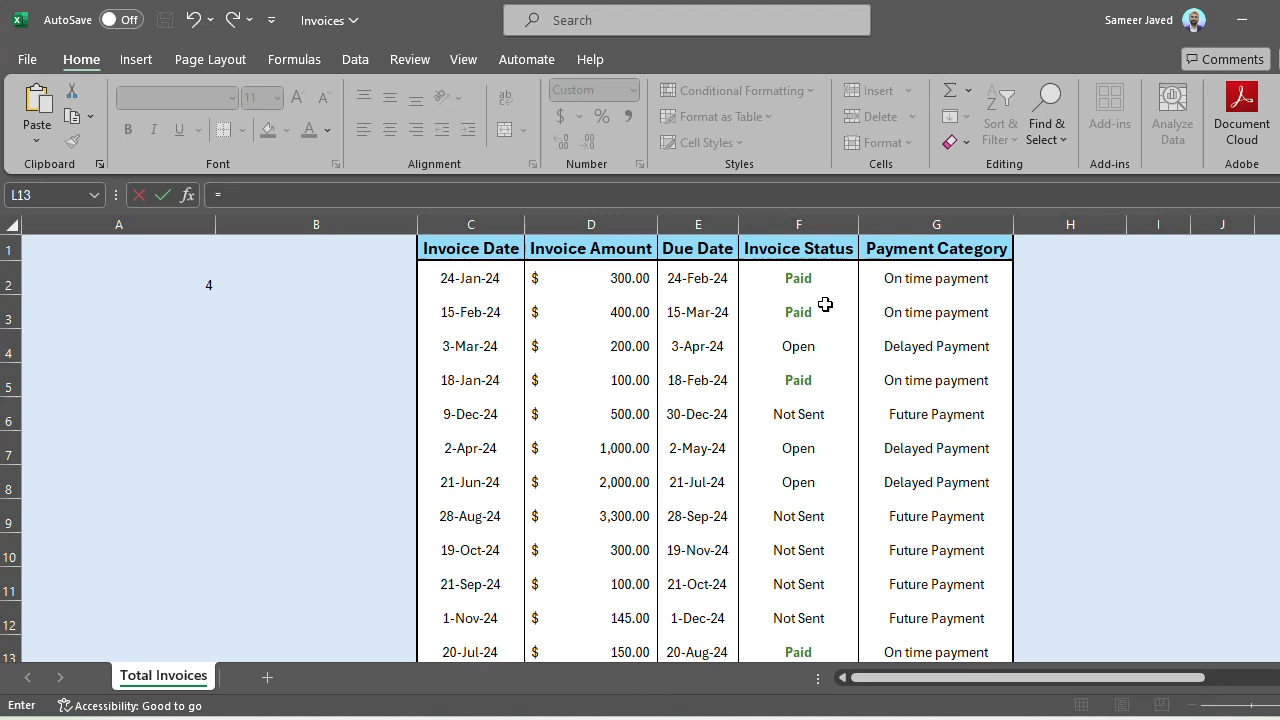 AutoSave Off Invoices Search Sameer Javed
File Home Insert Page Layout Formulas Data Review View Automate Help Comments
Paste 11 Custom Conditional Formatting Insert Sort & Filter Find & Select Add-ins Analyze Data Document Cloud
B I U $ % Format as Table Delete
Cell Styles Format
Clipboard Font Alignment Number Styles Cells Editing Add-ins Adobe
L13 fx =
A B C D E F G H I J
1 Invoice Date Invoice Amount Due Date Invoice Status Payment Category
2 4 24-Jan-24 $ 300.00 24-Feb-24 Paid On time payment
3 15-Feb-24 $ 400.00 15-Mar-24 Paid On time payment
4 3-Mar-24 $ 200.00 3-Apr-24 Open Delayed Payment
5 18-Jan-24 $ 100.00 18-Feb-24 Paid On time payment
6 9-Dec-24 $ 500.00 30-Dec-24 Not Sent Future Payment
7 2-Apr-24 $ 1,000.00 2-May-24 Open Delayed Payment
8 21-Jun-24 $ 2,000.00 21-Jul-24 Open Delayed Payment
9 28-Aug-24 $ 3,300.00 28-Sep-24 Not Sent Future Payment
10 19-Oct-24 $ 300.00 19-Nov-24 Not Sent Future Payment
11 21-Sep-24 $ 100.00 21-Oct-24 Not Sent Future Payment
12 1-Nov-24 $ 145.00 1-Dec-24 Not Sent Future Payment
13 20-Jul-24 $ 150.00 20-Aug-24 Paid On time payment
Total Invoices
Enter Accessibility: Good to go